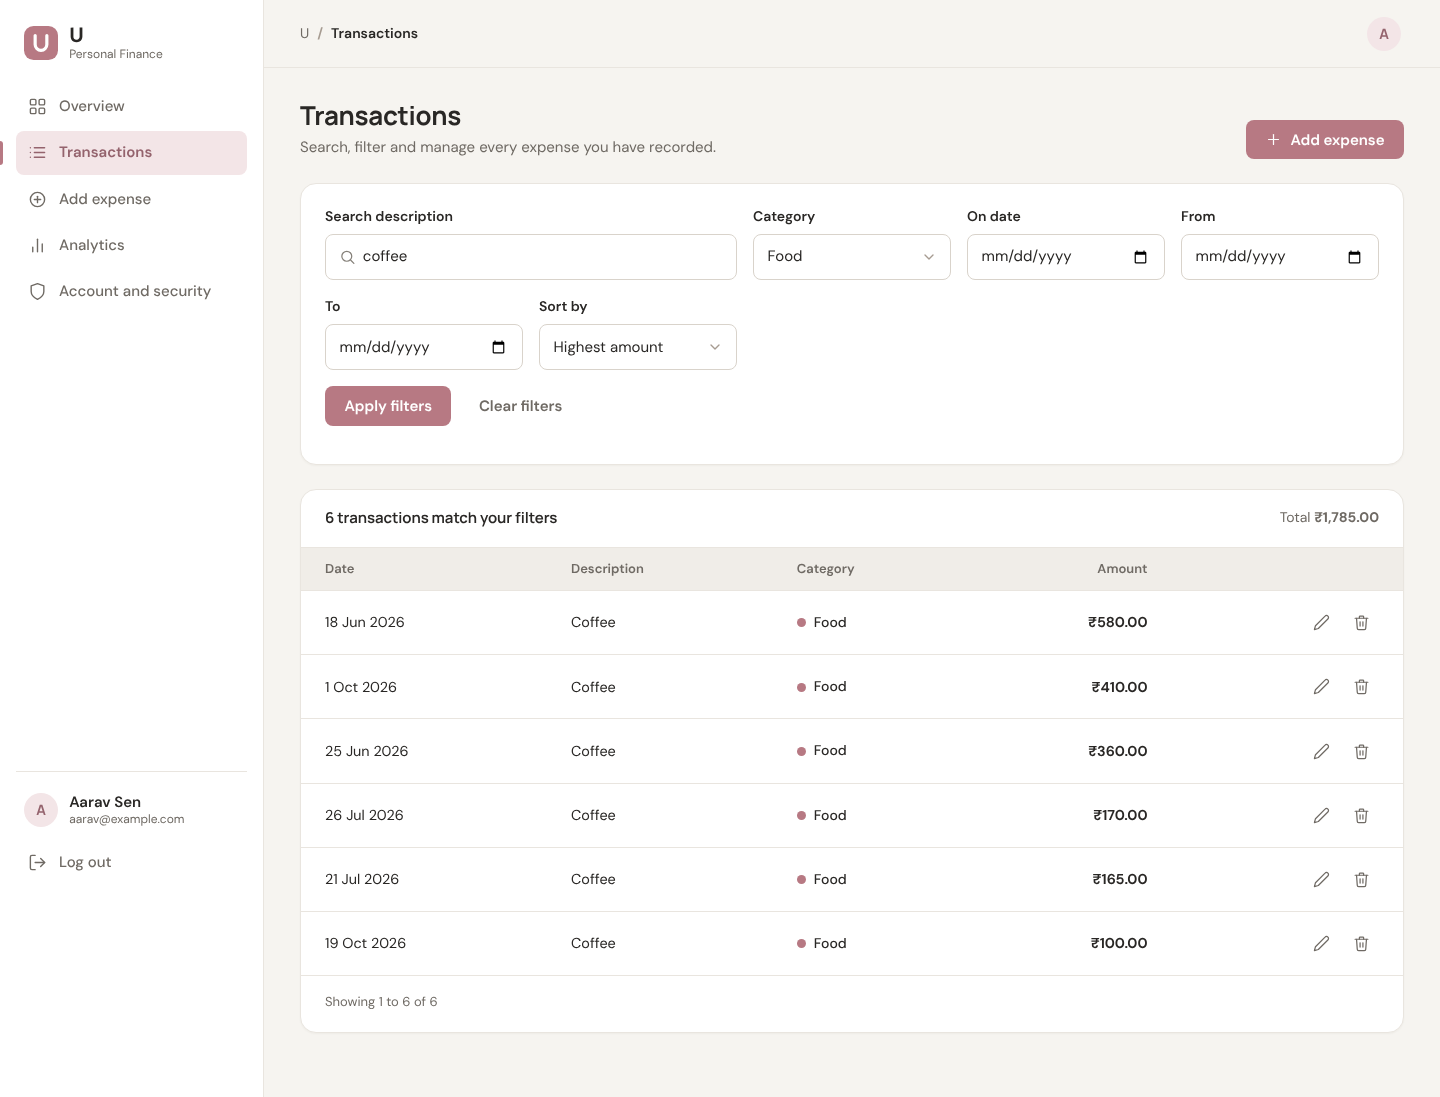 U
U
Personal Finance
Overview
Transactions
Add expense
Analytics
Account and security
A
Aarav Sen
aarav@example.com
Log out
U / Transactions
A
Transactions
Search, filter and manage every expense you have recorded.
Add expense
Search description Category On date From
coffee Food mm/dd/yyyy mm/dd/yyyy
To Sort by
mm/dd/yyyy Highest amount
Apply filters Clear filters
6 transactions match your filters Total ₹1,785.00
Date Description Category Amount
18 Jun 2026 Coffee Food ₹580.00
1 Oct 2026 Coffee Food ₹410.00
25 Jun 2026 Coffee Food ₹360.00
26 Jul 2026 Coffee Food ₹170.00
21 Jul 2026 Coffee Food ₹165.00
19 Oct 2026 Coffee Food ₹100.00
Showing 1 to 6 of 6